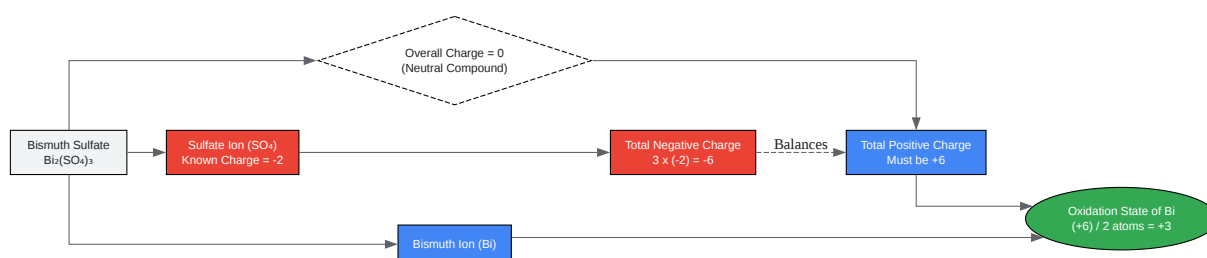 Overall Charge = 0
(Neutral Compound)
Bismuth Sulfate
Bi₂(SO₄)₃
Sulfate Ion (SO₄)
Known Charge = -2
Total Negative Charge
3 x (-2) = -6
Balances
Total Positive Charge
Must be +6
Bismuth Ion (Bi)
Oxidation State of Bi
(+6) / 2 atoms = +3